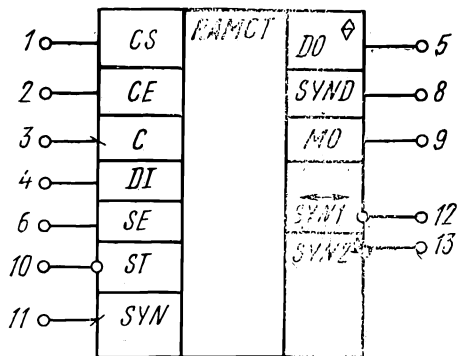 RAMCT
1 CS
2 CE
3 C
4 DI
6 SE
10 ST
11 SYN
DO 5
SYND 8
MO 9
SYN1 12
SYN2 13